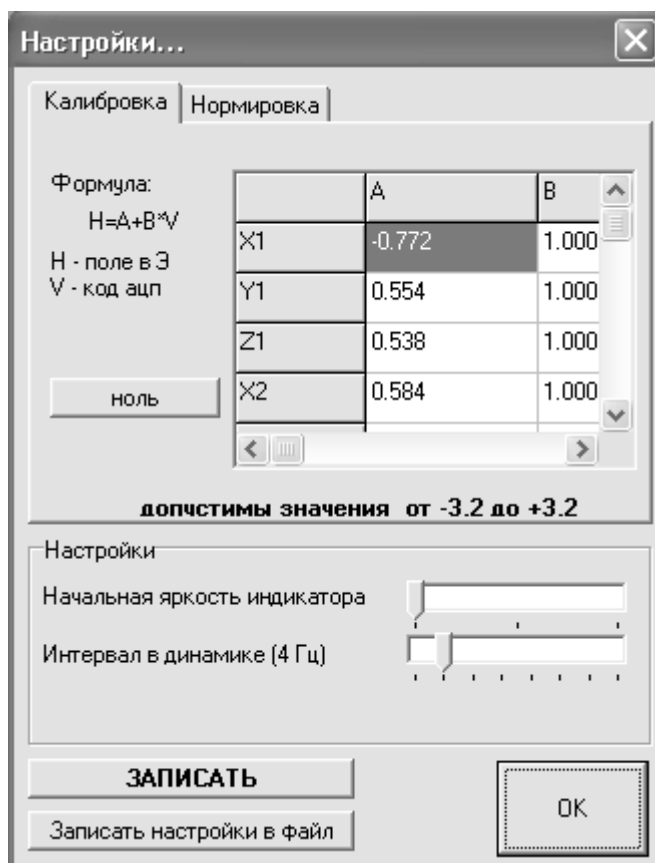 Настройки...
Калибровка Нормировка
Формула:
H=A+B*V
H - поле в Э
V - код ацп
ноль
A B
X1 -0.772 1.000
Y1 0.554 1.000
Z1 0.538 1.000
X2 0.584 1.000
допустимы значения от -3.2 до +3.2
Настройки
Начальная яркость индикатора
Интервал в динамике (4 Гц)
ЗАПИСАТЬ
Записать настройки в файл
OK